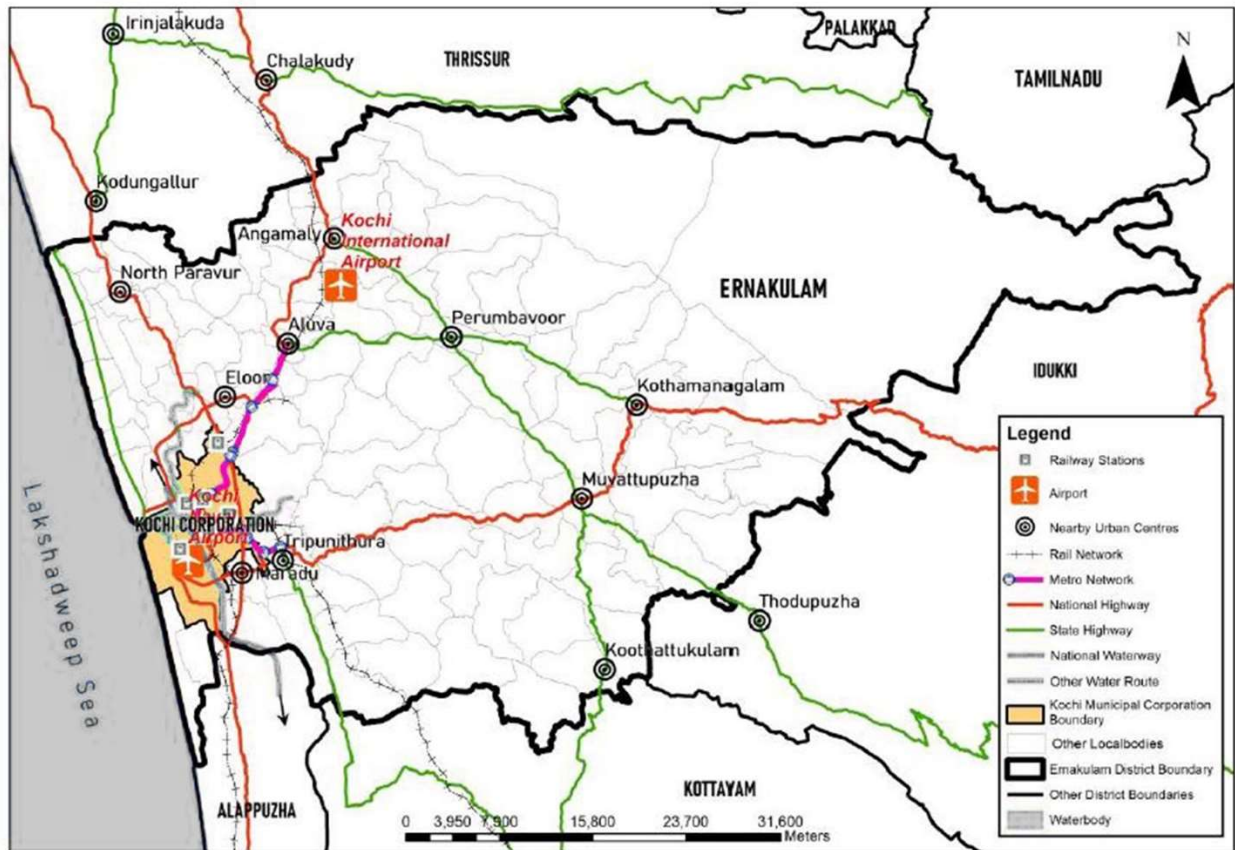 Irinjalakuda
PALAKKAD
Chalakudy
THRISSUR
N
TAMILNADU
Kodungallur
Angamaly
Kochi
International
Airport
North Paravur
ERNAKULAM
Aluva
Perumbavoor
IDUKKI
Eloor
Kothamanagalam
Muvattupuzha
Kochi
Airport
KOCHI CORPORATION
Tripunithura
Maradu
Thodupuzha
Koothattukulam
Lakshadweep Sea
ALAPPUZHA
KOTTAYAM
0 3,950 7,900 15,800 23,700 31,600
Meters
Legend
Railway Stations
Airport
Nearby Urban Centres
Rail Network
Metro Network
National Highway
State Highway
National Waterway
Other Water Route
Kochi Municipal Corporation
Boundary
Other Localbodies
Ernakulam District Boundary
Other District Boundaries
Waterbody